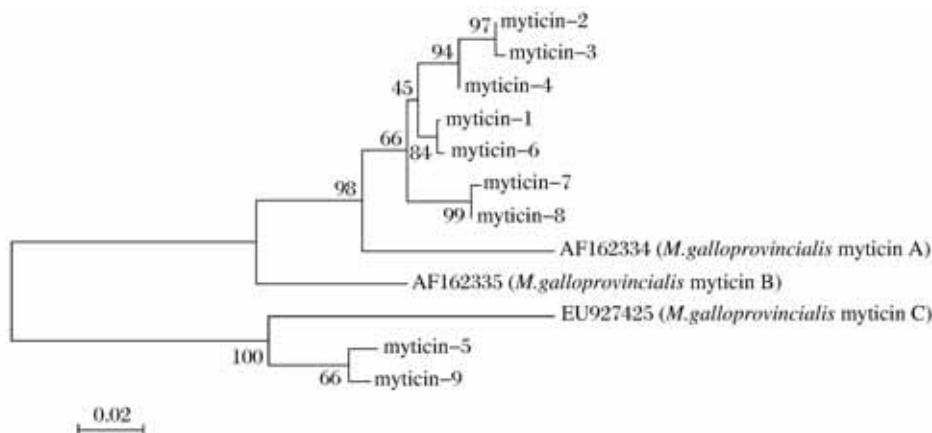 myticin-2
97
myticin-3
94
myticin-4
45
myticin-1
66
84
myticin-6
myticin-7
98
99
myticin-8
AF162334 (M.galloprovincialis myticin A)
AF162335 (M.galloprovincialis myticin B)
EU927425 (M.galloprovincialis myticin C)
myticin-5
100
66
myticin-9
0.02